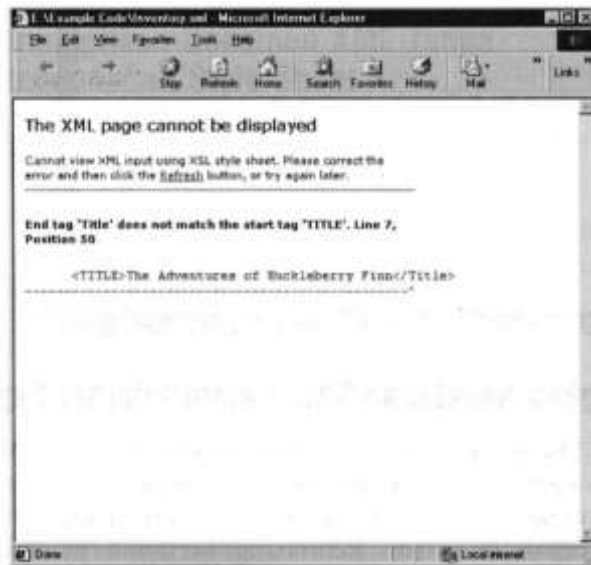 E:\Example Code\Inventory.xml - Microsoft Internet Explorer
File Edit View Favorites Tools Help
Stop Refresh Home Search Favorites History Mail » Links »
The XML page cannot be displayed
Cannot view XML input using XSL style sheet. Please correct the
error and then click the Refresh button, or try again later.
End tag 'Title' does not match the start tag 'TITLE'. Line 7,
Position 50
<TITLE>The Adventures of Huckleberry Finn</Title>
Done Local intranet